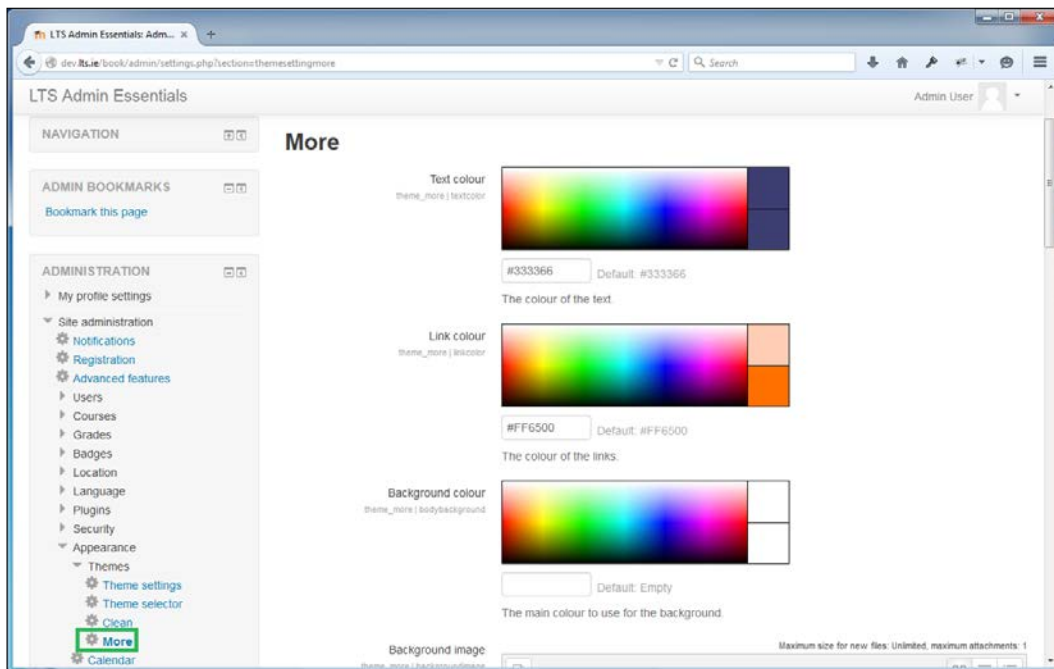 LTS Admin Essentials: Adm...
dev.lts.ie/book/admin/settings.php?section=themesettingmore
Search
LTS Admin Essentials
Admin User
NAVIGATION
ADMIN BOOKMARKS
Bookmark this page
ADMINISTRATION
My profile settings
Site administration
Notifications
Registration
Advanced features
Users
Courses
Grades
Badges
Location
Language
Plugins
Security
Appearance
Themes
Theme settings
Theme selector
Clean
More
Calendar
More
Text colour
theme_more | textcolor
#333366 Default: #333366
The colour of the text.
Link colour
theme_more | linkcolor
#FF6500 Default: #FF6500
The colour of the links.
Background colour
theme_more | bodybackground
Default: Empty
The main colour to use for the background.
Background image
Maximum size for new files: Unlimited, maximum attachments: 1
theme_more | backgroundimage